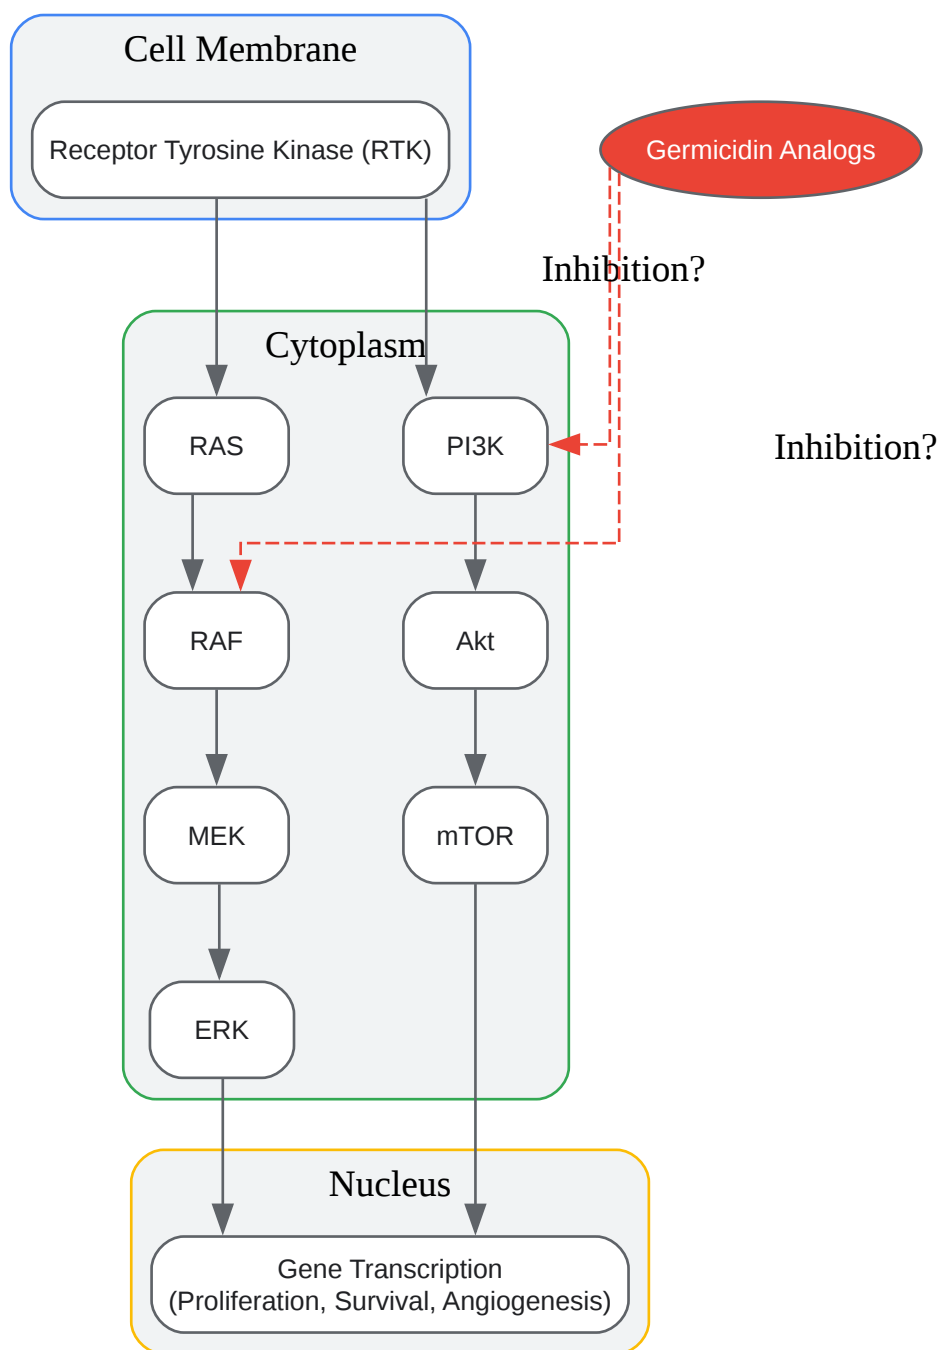 Cell Membrane
Receptor Tyrosine Kinase (RTK)
Germicidin Analogs
Inhibition?
Cytoplasm
RAS
PI3K
Inhibition?
RAF
Akt
MEK
mTOR
ERK
Nucleus
Gene Transcription
(Proliferation, Survival, Angiogenesis)